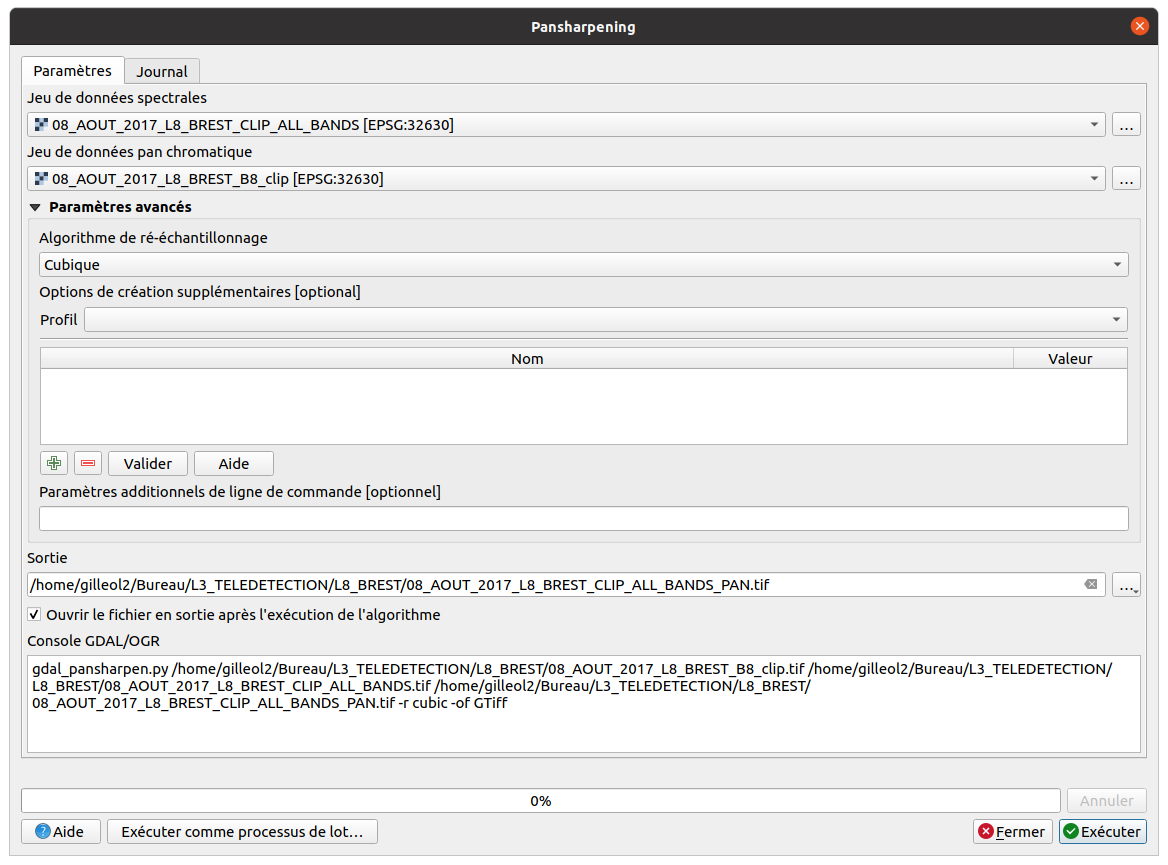 Pansharpening
Paramètres
Journal
Jeu de données spectrales
08_AOUT_2017_L8_BREST_CLIP_ALL_BANDS [EPSG:32630]
...
Jeu de données pan chromatique
08_AOUT_2017_L8_BREST_B8_clip [EPSG:32630]
...
Paramètres avancés
Algorithme de ré-échantillonnage
Cubique
Options de création supplémentaires [optional]
Profil
Nom
Valeur
Valider
Aide
Paramètres additionnels de ligne de commande [optionnel]
Sortie
/home/gilleol2/Bureau/L3_TELEDETECTION/L8_BREST/08_AOUT_2017_L8_BREST_CLIP_ALL_BANDS_PAN.tif
...
Ouvrir le fichier en sortie après l'exécution de l'algorithme
Console GDAL/OGR
gdal_pansharpen.py /home/gilleol2/Bureau/L3_TELEDETECTION/L8_BREST/08_AOUT_2017_L8_BREST_B8_clip.tif /home/gilleol2/Bureau/L3_TELEDETECTION/
L8_BREST/08_AOUT_2017_L8_BREST_CLIP_ALL_BANDS.tif /home/gilleol2/Bureau/L3_TELEDETECTION/L8_BREST/
08_AOUT_2017_L8_BREST_CLIP_ALL_BANDS_PAN.tif -r cubic -of GTiff
0%
Annuler
Aide
Exécuter comme processus de lot...
Fermer
Exécuter